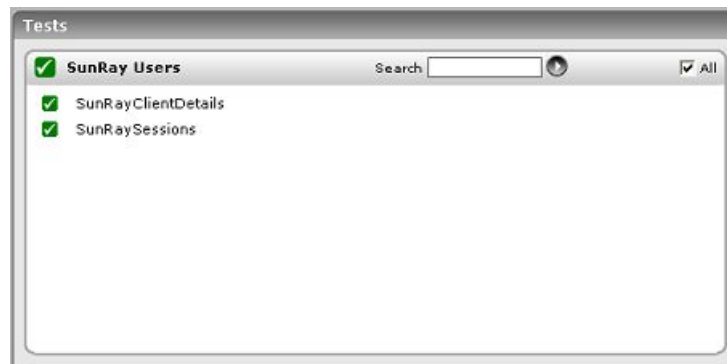 Tests
SunRay Users Search All
SunRayClientDetails
SunRaySessions